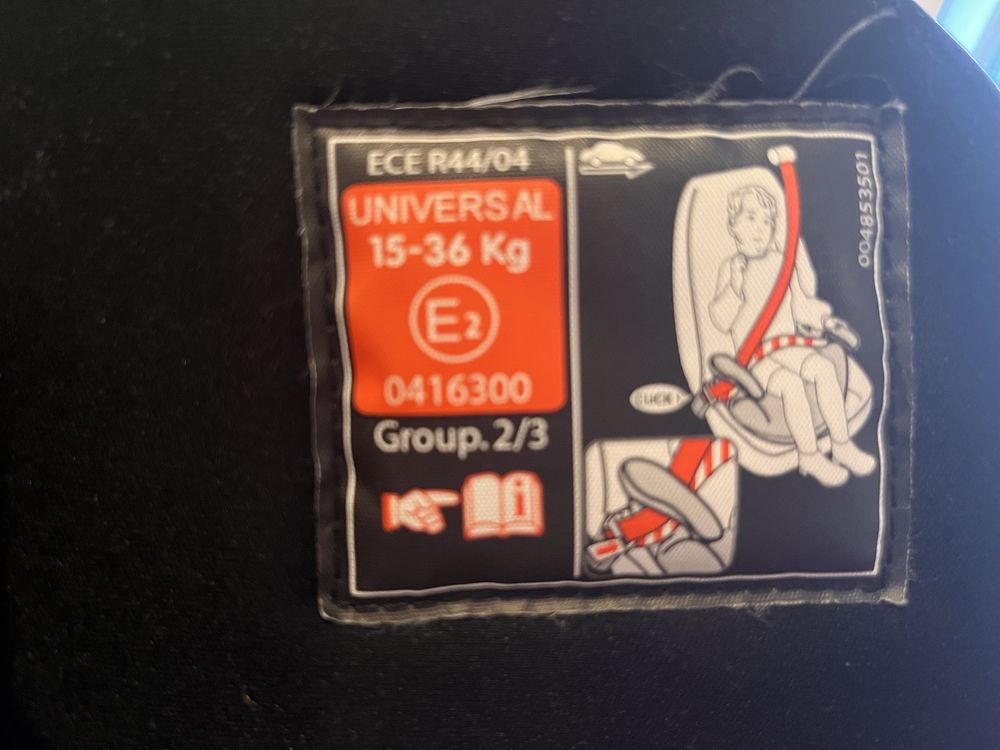 ECE R44/04
UNIVERSAL
15-36 Kg
E2
0416300
Group. 2/3
i
CLICK!
004853501